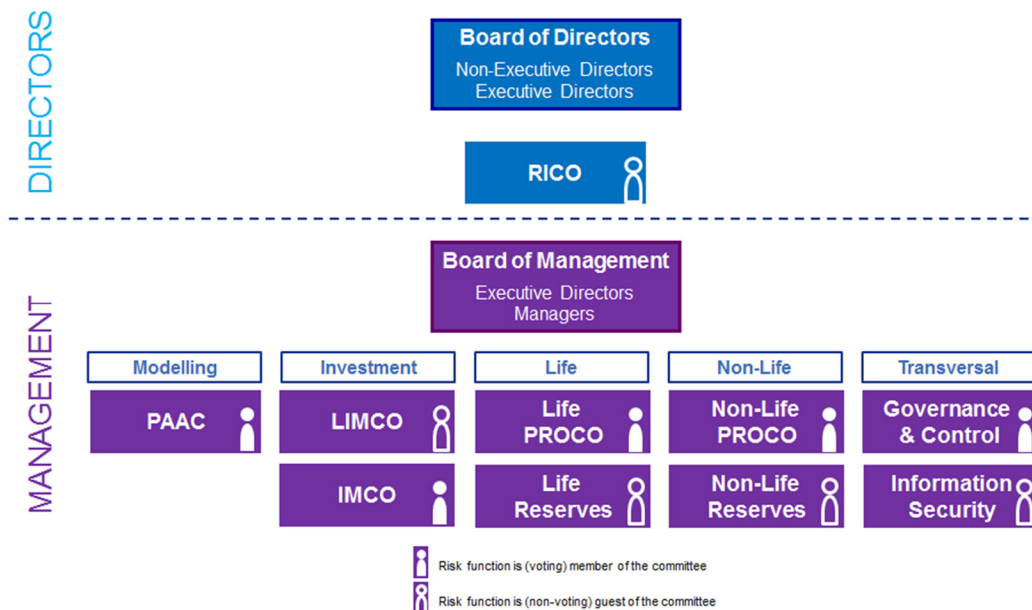 DIRECTORS
Board of Directors
Non-Executive Directors
Executive Directors
RICO
MANAGEMENT
Board of Management
Executive Directors
Managers
Modelling
Investment
Life
Non-Life
Transversal
PAAC
LIMCO
Life
PROCO
Non-Life
PROCO
Governance
& Control
IMCO
Life
Reserves
Non-Life
Reserves
Information
Security
Risk function is (voting) member of the committee
Risk function is (non-voting) guest of the committee